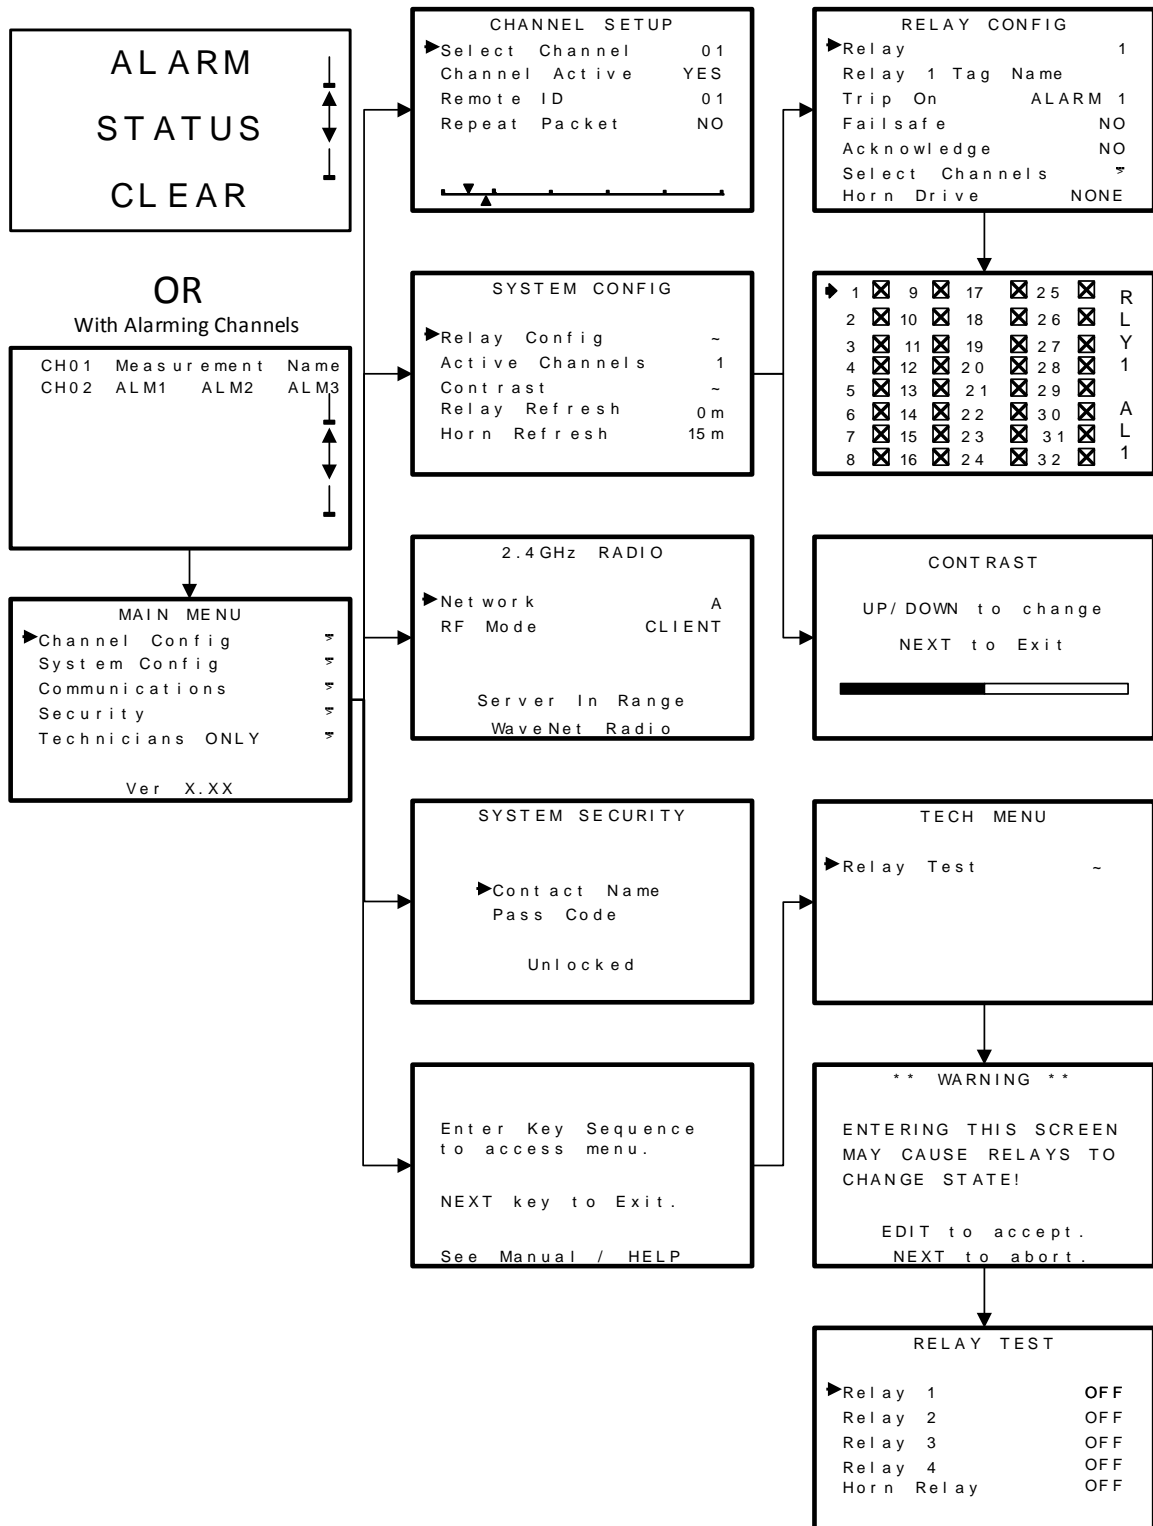 ALARM
STATUS
CLEAR
OR
With Alarming Channels
CH01 Measurement Name
CH02 ALM1 ALM2 ALM3
MAIN MENU
Channel Config
System Config
Communications
Security
Technicians ONLY
Ver X.XX
CHANNEL SETUP
Select Channel 01
Channel Active YES
Remote ID 01
Repeat Packet NO
SYSTEM CONFIG
Relay Config ~
Active Channels 1
Contrast ~
Relay Refresh 0m
Horn Refresh 15m
2.4GHz RADIO
Network A
RF Mode CLIENT
Server In Range
WaveNet Radio
SYSTEM SECURITY
Contact Name
Pass Code
Unlocked
Enter Key Sequence
to access menu.
NEXT key to Exit.
See Manual / HELP
RELAY CONFIG
Relay 1
Relay 1 Tag Name
Trip On ALARM 1
Failsafe NO
Acknowledge NO
Select Channels
Horn Drive NONE
1 9 17 25
2 10 18 26
3 11 19 27
4 12 20 28
5 13 21 29
6 14 22 30
7 15 23 31
8 16 24 32
RLY1 AL1
CONTRAST
UP/DOWN to change
NEXT to Exit
TECH MENU
Relay Test ~
** WARNING **
ENTERING THIS SCREEN
MAY CAUSE RELAYS TO
CHANGE STATE!
EDIT to accept.
NEXT to abort.
RELAY TEST
Relay 1 OFF
Relay 2 OFF
Relay 3 OFF
Relay 4 OFF
Horn Relay OFF